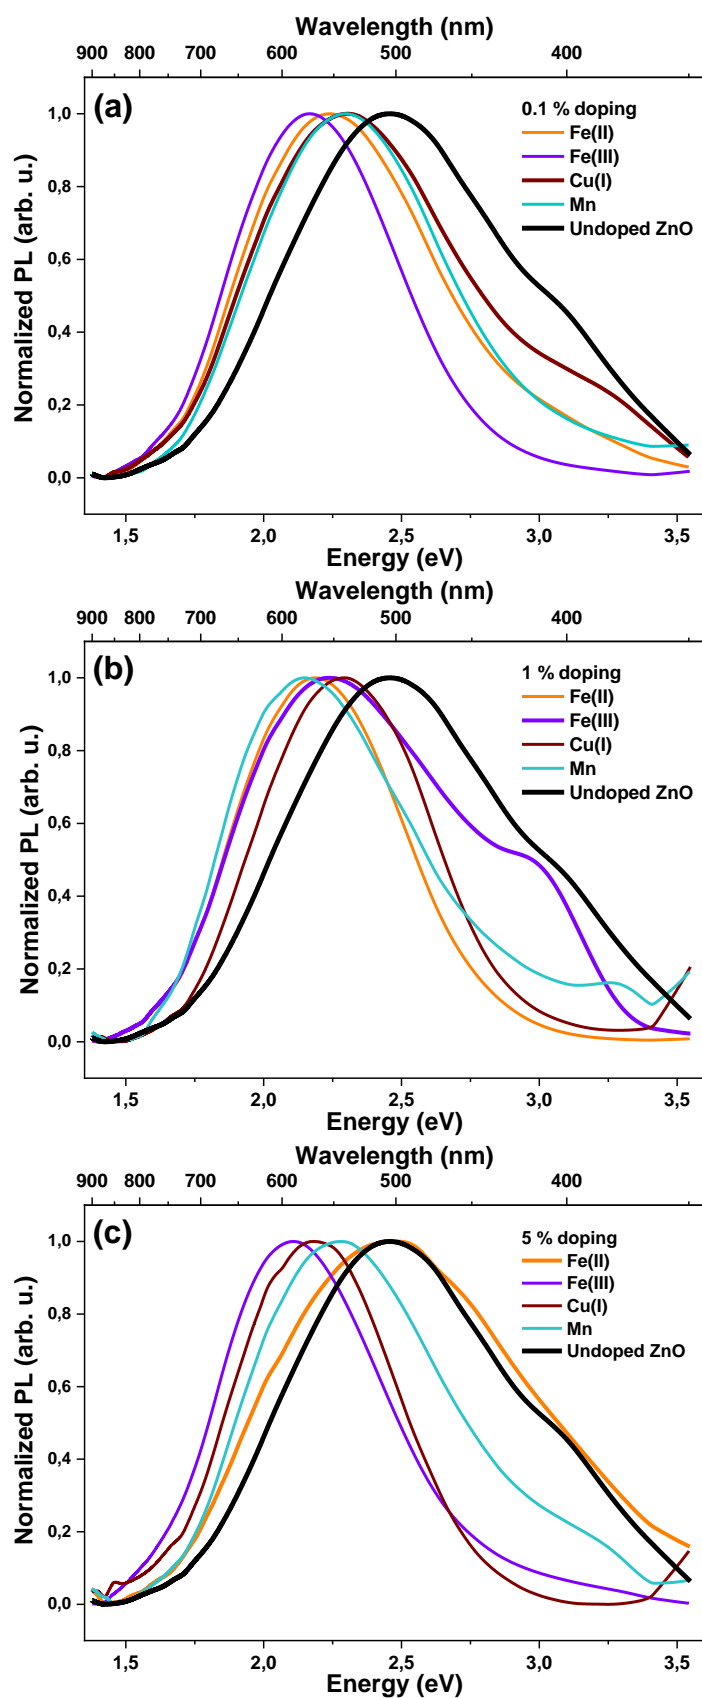 Wavelength (nm)
900 800 700 600 500 400
(a)
0.1 % doping
Fe(II)
Fe(III)
Cu(I)
Mn
Undoped ZnO
Normalized PL (arb. u.)
1,0
0,8
0,6
0,4
0,2
0,0
1,5 2,0 2,5 3,0 3,5
Energy (eV)
Wavelength (nm)
900 800 700 600 500 400
(b)
1 % doping
Fe(II)
Fe(III)
Cu(I)
Mn
Undoped ZnO
Normalized PL (arb. u.)
1,0
0,8
0,6
0,4
0,2
0,0
1,5 2,0 2,5 3,0 3,5
Energy (eV)
Wavelength (nm)
900 800 700 600 500 400
(c)
5 % doping
Fe(II)
Fe(III)
Cu(I)
Mn
Undoped ZnO
Normalized PL (arb. u.)
1,0
0,8
0,6
0,4
0,2
0,0
1,5 2,0 2,5 3,0 3,5
Energy (eV)